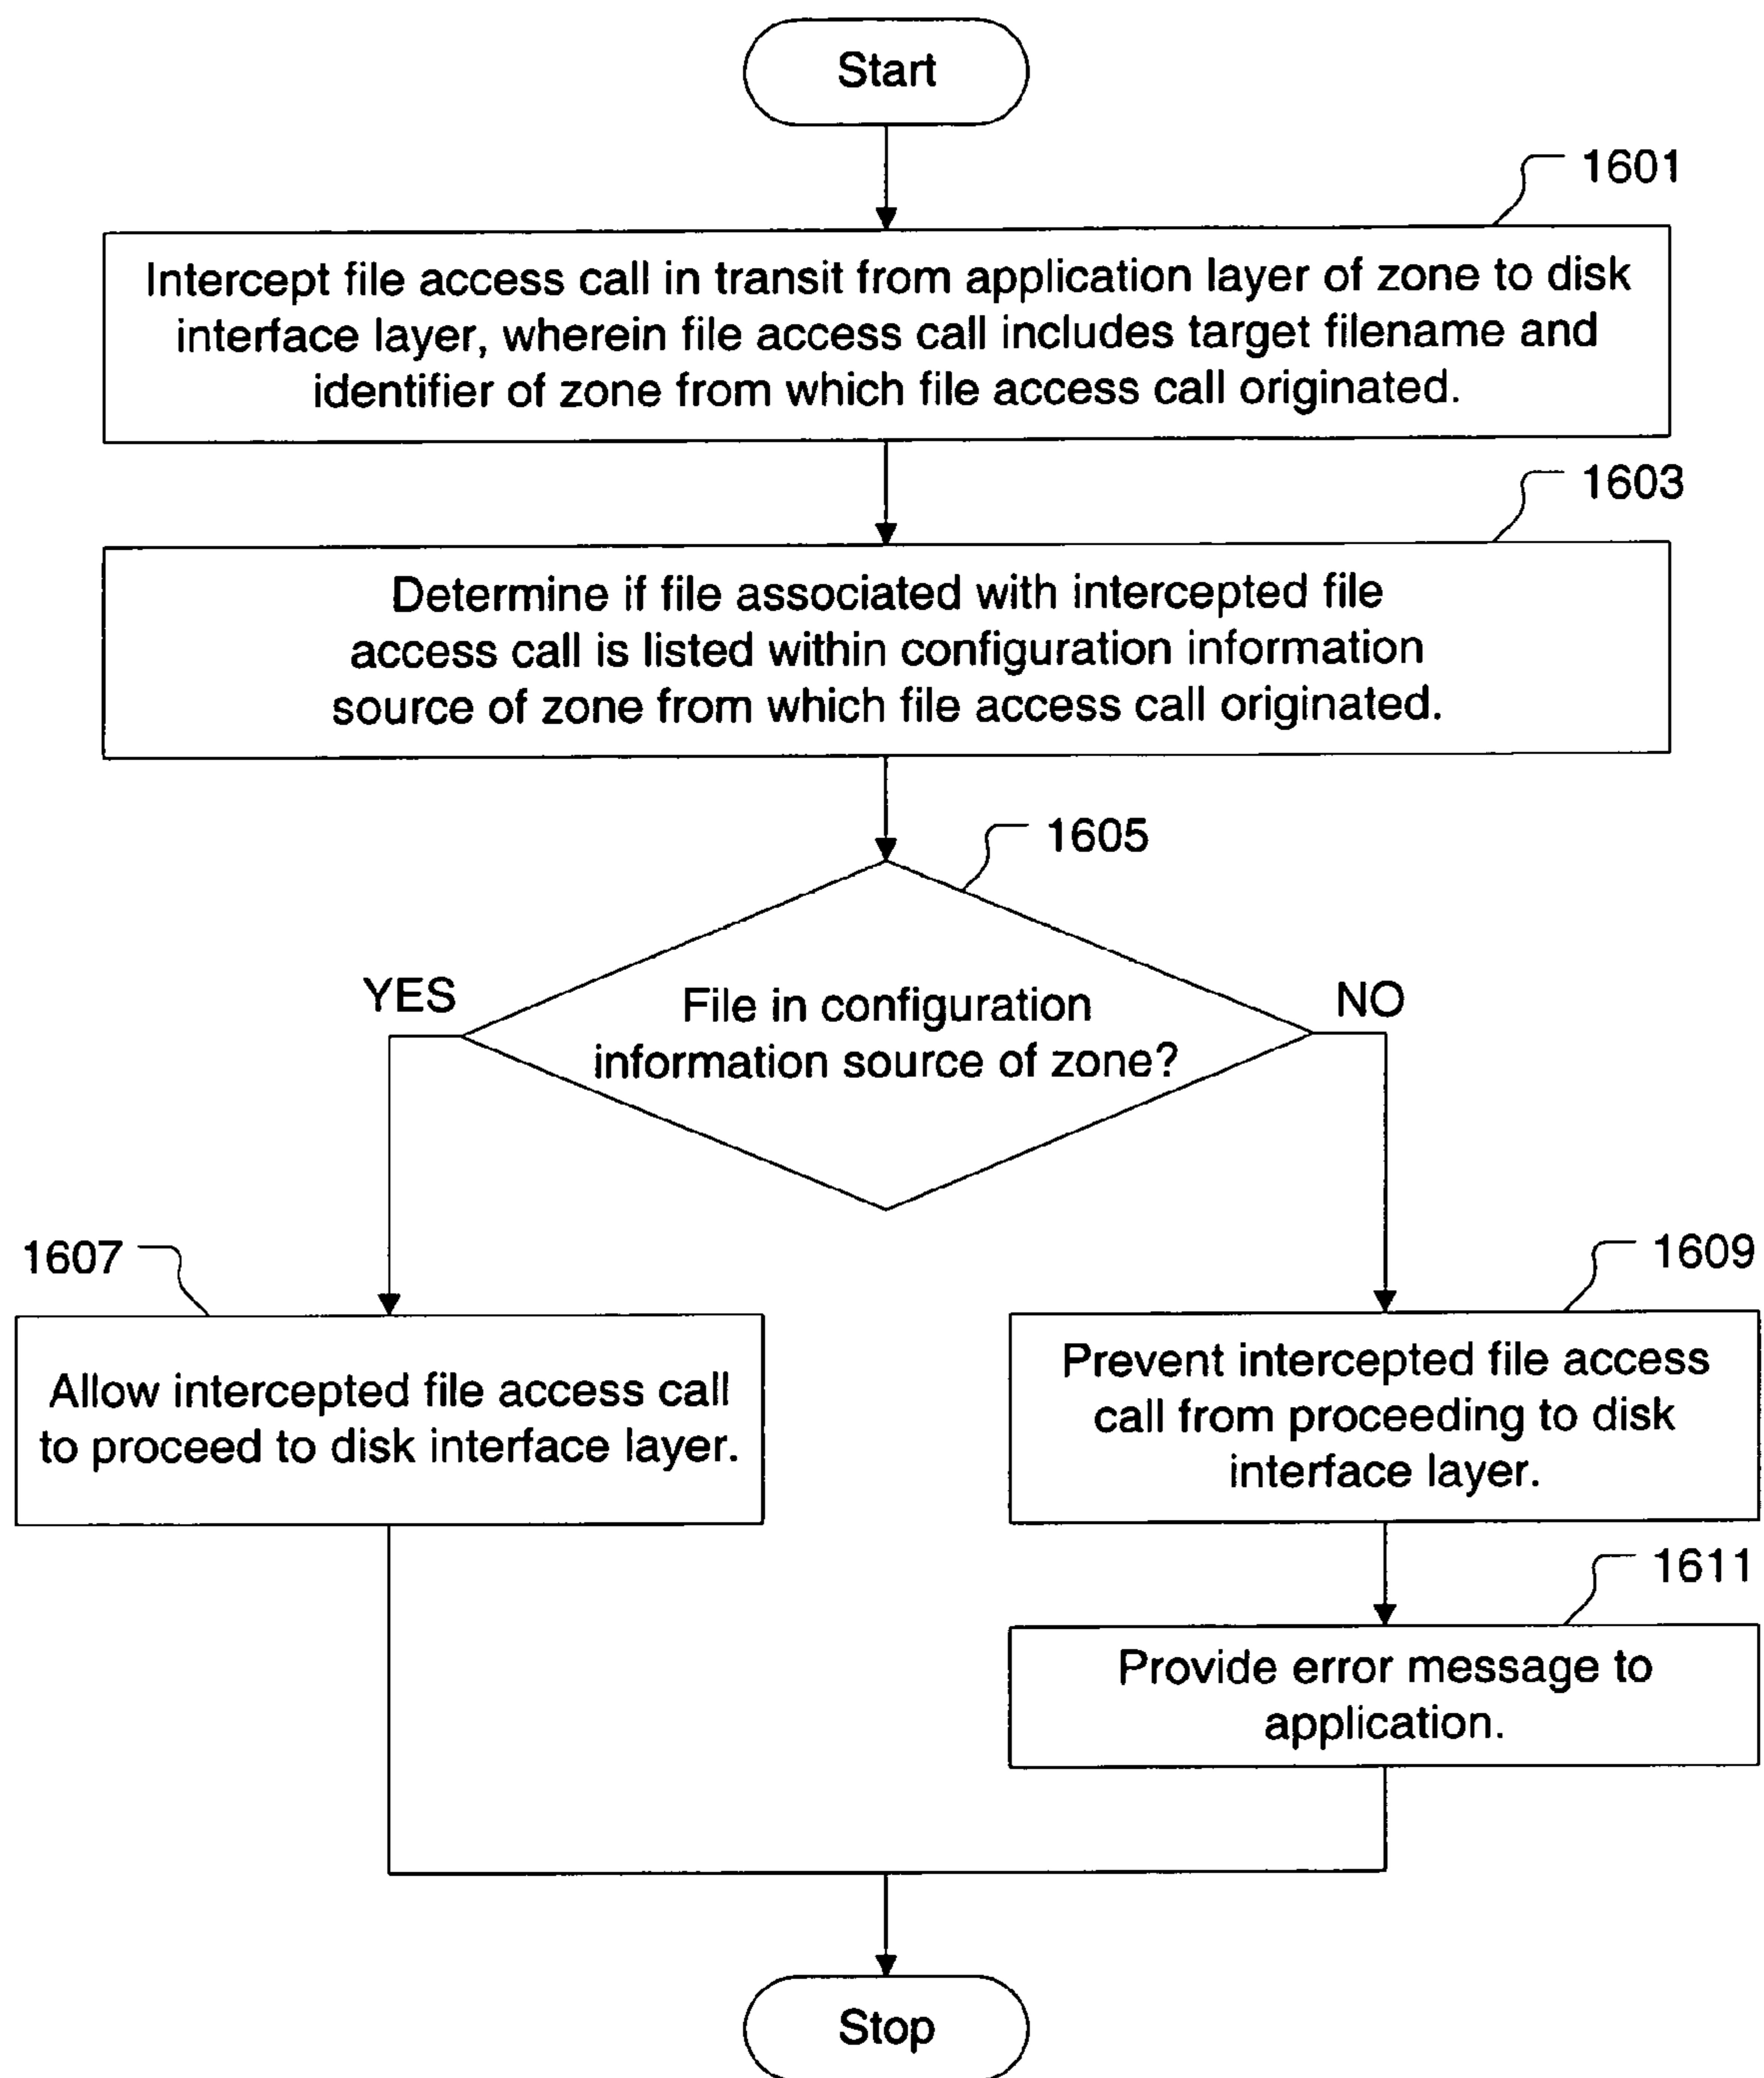 Start
1601
Intercept file access call in transit from application layer of zone to disk
interface layer, wherein file access call includes target filename and
identifier of zone from which file access call originated.
1603
Determine if file associated with intercepted file
access call is listed within configuration information
source of zone from which file access call originated.
1605
YES
File in configuration
information source of zone?
NO
1607
Allow intercepted file access call
to proceed to disk interface layer.
1609
Prevent intercepted file access
call from proceeding to disk
interface layer.
1611
Provide error message to
application.
Stop